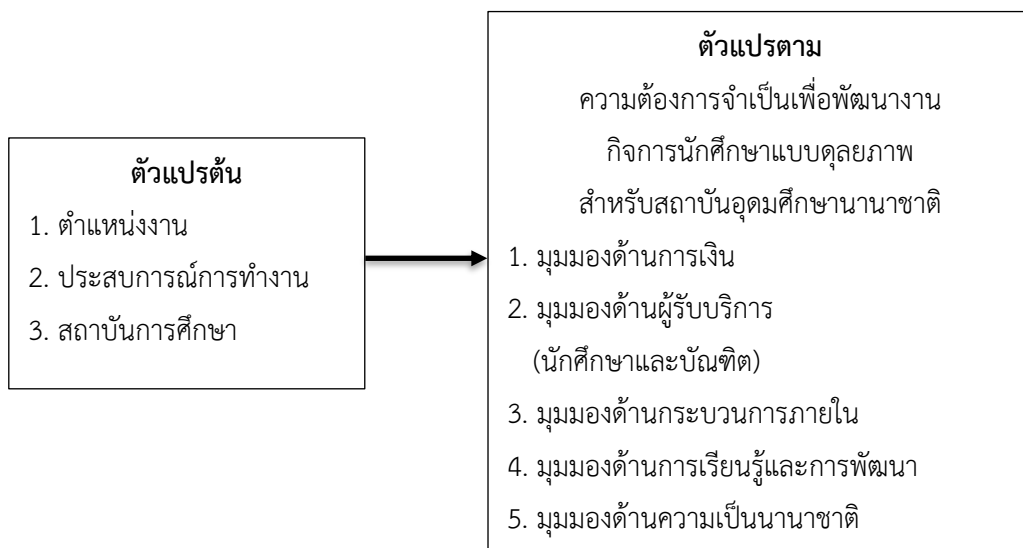 ตัวแปรต้น
1. ตำแหน่งงาน
2. ประสบการณ์การทำงาน
3. สถาบันการศึกษา
ตัวแปรตาม
ความต้องการจำเป็นเพื่อพัฒนางาน
กิจการนักศึกษาแบบดุลยภาพ
สำหรับสถาบันอุดมศึกษานานาชาติ
1. มุมมองด้านการเงิน
2. มุมมองด้านผู้รับบริการ
(นักศึกษาและบัณฑิต)
3. มุมมองด้านกระบวนการภายใน
4. มุมมองด้านการเรียนรู้และการพัฒนา
5. มุมมองด้านความเป็นนานาชาติ